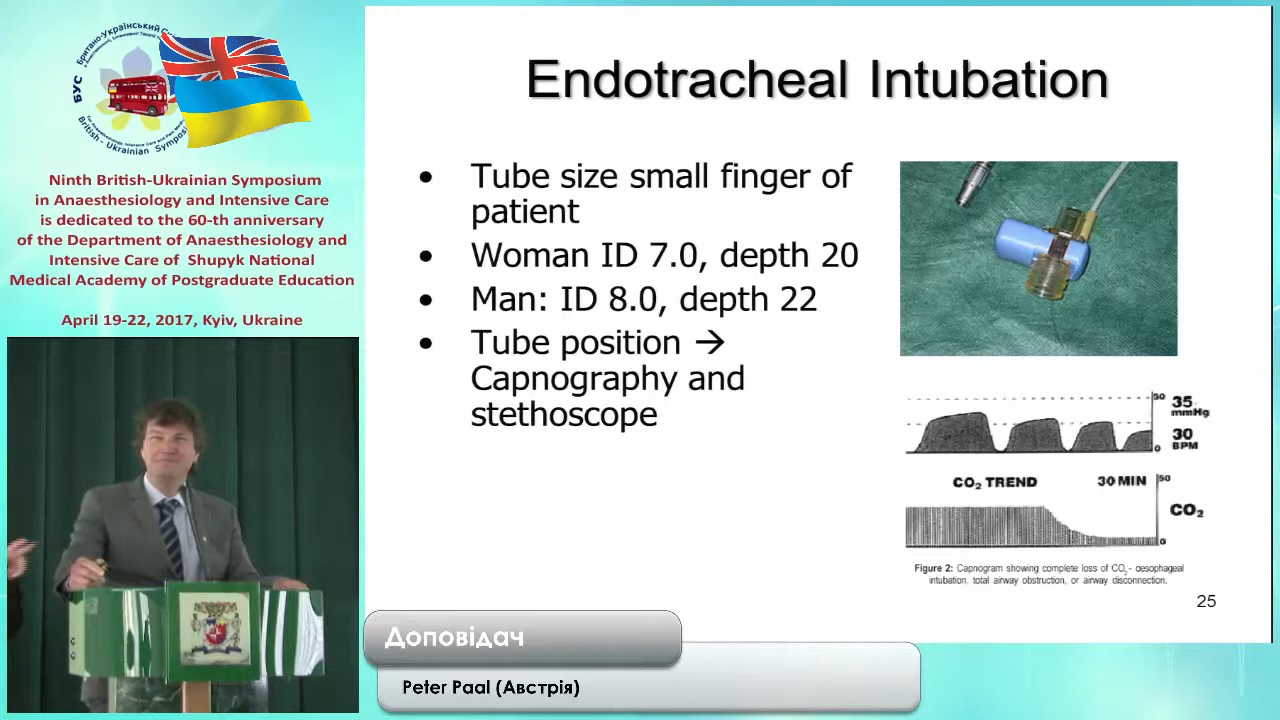 БУС
Британо-Український
British - Ukrainian Symposi
Ninth British-Ukrainian Symposium
in Anaesthesiology and Intensive Care
is dedicated to the 60-th anniversary
of the Department of Anaesthesiology and
Intensive Care of Shupyk National
Medical Academy of Postgraduate Education
April 19-22, 2017, Kyiv, Ukraine
Endotracheal Intubation
• Tube size small finger of
patient
• Woman ID 7.0, depth 20
• Man: ID 8.0, depth 22
• Tube position →
Capnography and
stethoscope
50
35
mmHg
30
BPM
0
CO₂ TREND 30 MIN
50
CO₂
0
Figure 2: Capnogram showing complete loss of CO₂ - oesophageal
intubation, total airway obstruction, or airway disconnection.
25
Доповідач
Peter Paal (Австрія)